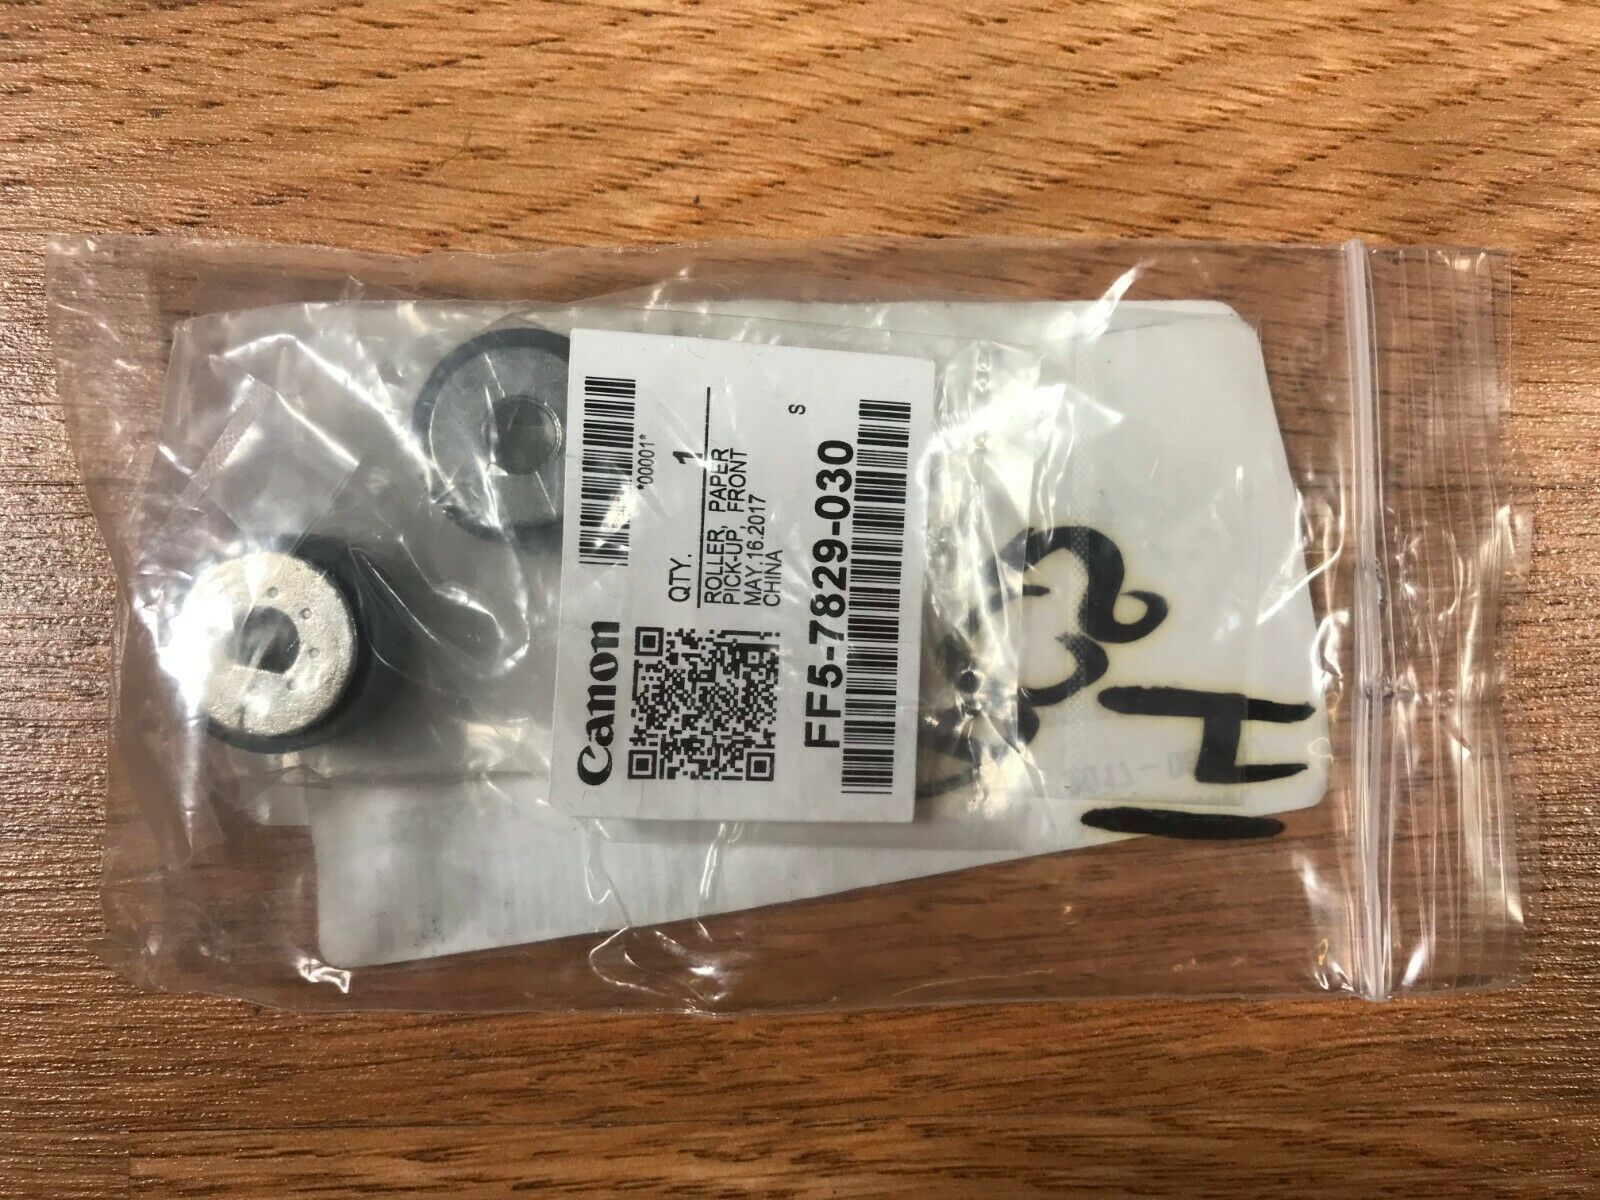 *00001*
QTY. 1
ROLLER, PAPER
PICK-UP, FRONT
MAY.16.2017
CHINA
S
Canon
FF5-7829-030